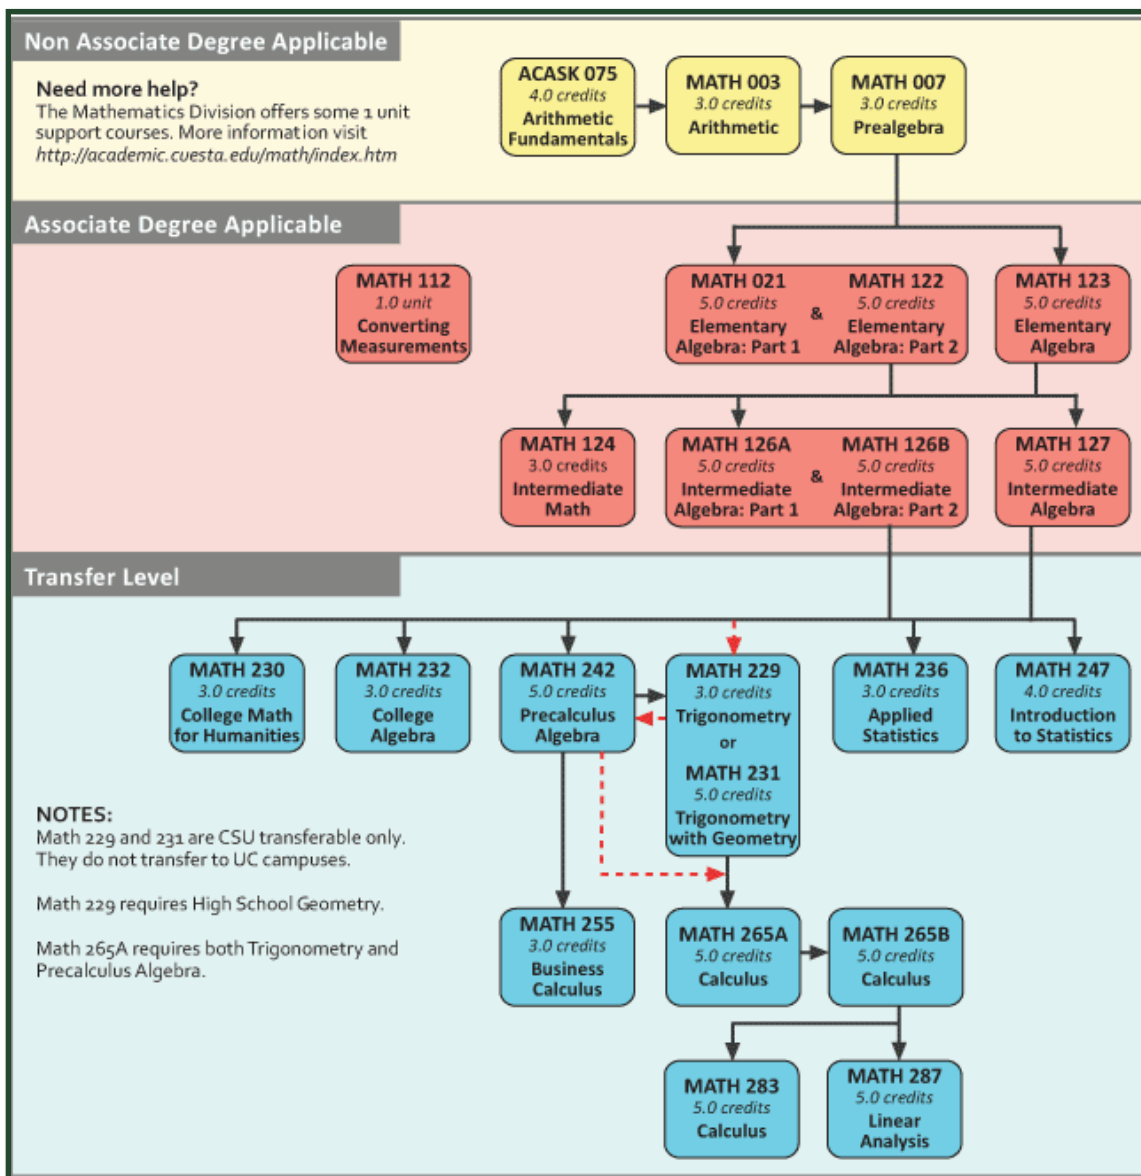 Non Associate Degree Applicable
Need more help?
The Mathematics Division offers some 1 unit
support courses. More information visit
http://academic.cuesta.edu/math/index.htm
ACASK 075
4.0 credits
Arithmetic
Fundamentals
MATH 003
3.0 credits
Arithmetic
MATH 007
3.0 credits
Prealgebra
Associate Degree Applicable
MATH 112
1.0 unit
Converting
Measurements
MATH 021
5.0 credits
Elementary
Algebra: Part 1
&
MATH 122
5.0 credits
Elementary
Algebra: Part 2
MATH 123
5.0 credits
Elementary
Algebra
MATH 124
3.0 credits
Intermediate
Math
MATH 126A
5.0 credits
Intermediate
Algebra: Part 1
&
MATH 126B
5.0 credits
Intermediate
Algebra: Part 2
MATH 127
5.0 credits
Intermediate
Algebra
Transfer Level
MATH 230
3.0 credits
College Math
for Humanities
MATH 232
3.0 credits
College
Algebra
MATH 242
5.0 credits
Precalculus
Algebra
MATH 229
3.0 credits
Trigonometry
or
MATH 231
5.0 credits
Trigonometry
with Geometry
MATH 236
3.0 credits
Applied
Statistics
MATH 247
4.0 credits
Introduction
to Statistics
NOTES:
Math 229 and 231 are CSU transferable only.
They do not transfer to UC campuses.
Math 229 requires High School Geometry.
Math 265A requires both Trigonometry and
Precalculus Algebra.
MATH 255
3.0 credits
Business
Calculus
MATH 265A
5.0 credits
Calculus
MATH 265B
5.0 credits
Calculus
MATH 283
5.0 credits
Calculus
MATH 287
5.0 credits
Linear
Analysis